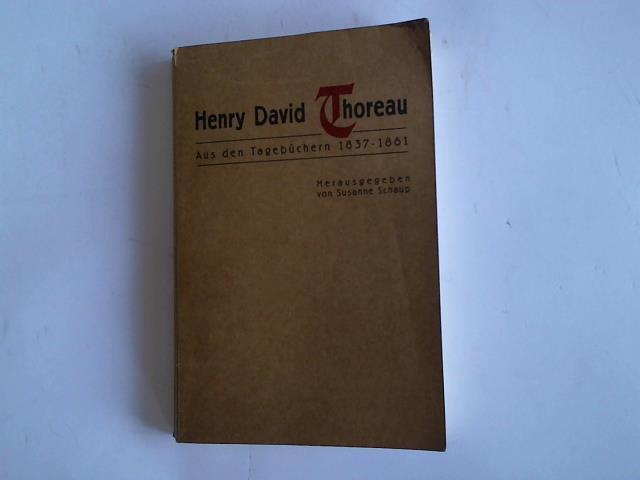 Henry David Thoreau
Aus den Tagebüchern 1837-1861
Herausgegeben
von Susanne Schaup